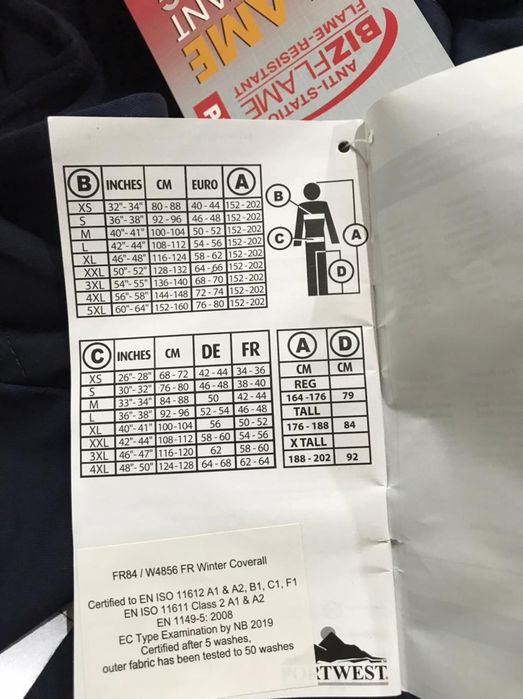 FLAME
ANTI-STATIC
BIZFLAME
FLAME-RESISTANT
B INCHES CM EURO A
XS 32"- 34" 80 - 88 40 - 44 152-202
S 36"- 38" 92 - 96 46 - 48 152-202
M 40"- 41" 100-104 50 - 52 152-202
L 42"- 44" 108-112 54 - 56 152-202
XL 46"- 48" 116-124 58 - 62 152-202
XXL 50"- 52" 128-132 64 - 66 152-202
3XL 54"- 55" 136-140 68 - 70 152-202
4XL 56"- 58" 144-148 72 - 74 152-202
5XL 60"- 64" 152-160 76 - 80 152-202
B
C
A
D
C INCHES CM DE FR
XS 26"- 28" 68 - 72 42 - 44 34 - 36
S 30"- 32" 76 - 80 46 - 48 38 - 40
M 33"- 34" 84 - 88 50 42 - 44
L 36"- 38" 92 - 96 52 - 54 46 - 48
XL 40"- 41" 100-104 56 50 - 52
XXL 42"- 44" 108-112 58 - 60 54 - 56
3XL 46"- 47" 116-120 62 58 - 60
4XL 48"- 50" 124-128 64 - 68 62 - 64
A D
CM CM
REG
164 -176 79
TALL
176 - 188 84
X TALL
188 - 202 92
FR84 / W4856 FR Winter Coverall
Certified to EN ISO 11612 A1 & A2, B1, C1, F1
EN ISO 11611 Class 2 A1 & A2
EN 1149-5: 2008
EC Type Examination by NB 2019
Certified after 5 washes,
outer fabric has been tested to 50 washes
PORTWEST